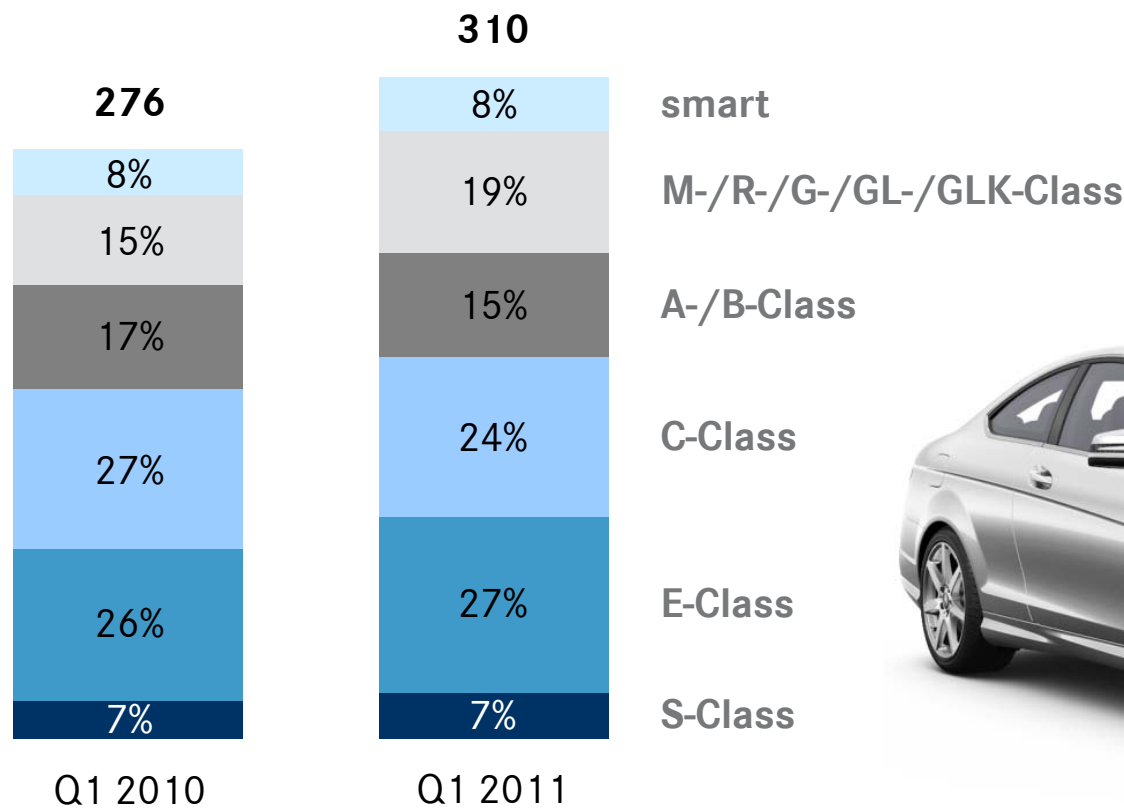 310
276
8%
smart
8%
19%
M-/R-/G-/GL-/GLK-Class
15%
15%
A-/B-Class
17%
24%
C-Class
27%
27%
E-Class
26%
7%
S-Class
7%
Q1 2010
Q1 2011